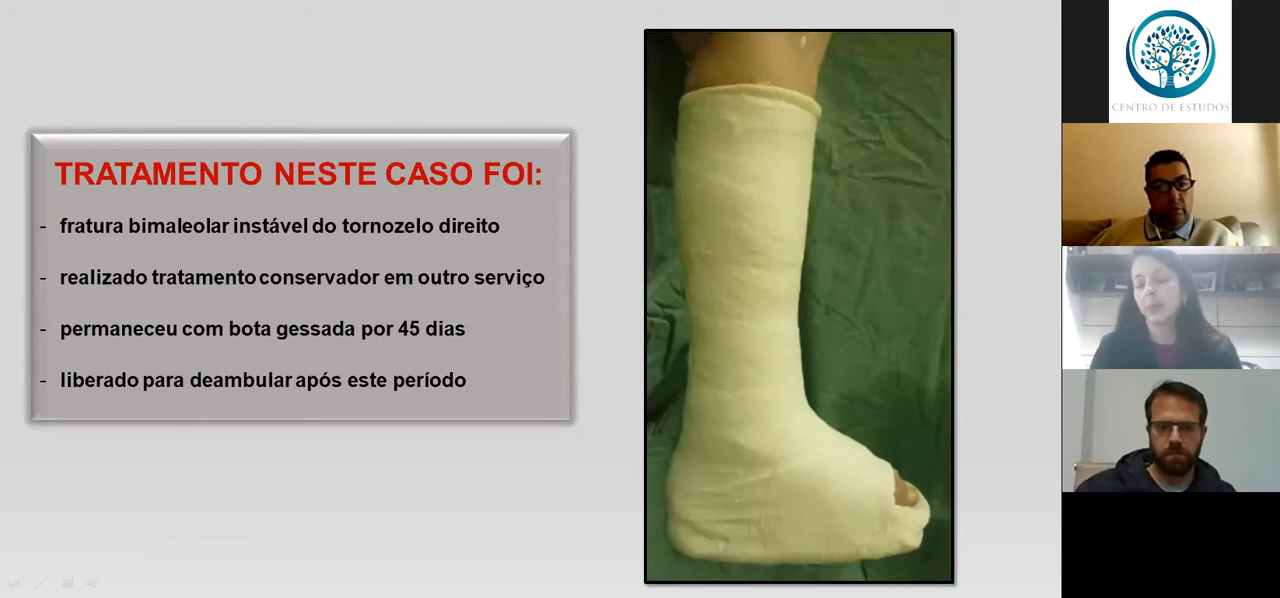 TRATAMENTO NESTE CASO FOI:
- fratura bimaleolar instável do tornozelo direito
- realizado tratamento conservador em outro serviço
- permaneceu com bota gessada por 45 dias
- liberado para deambular após este período
CENTRO DE ESTUDOS